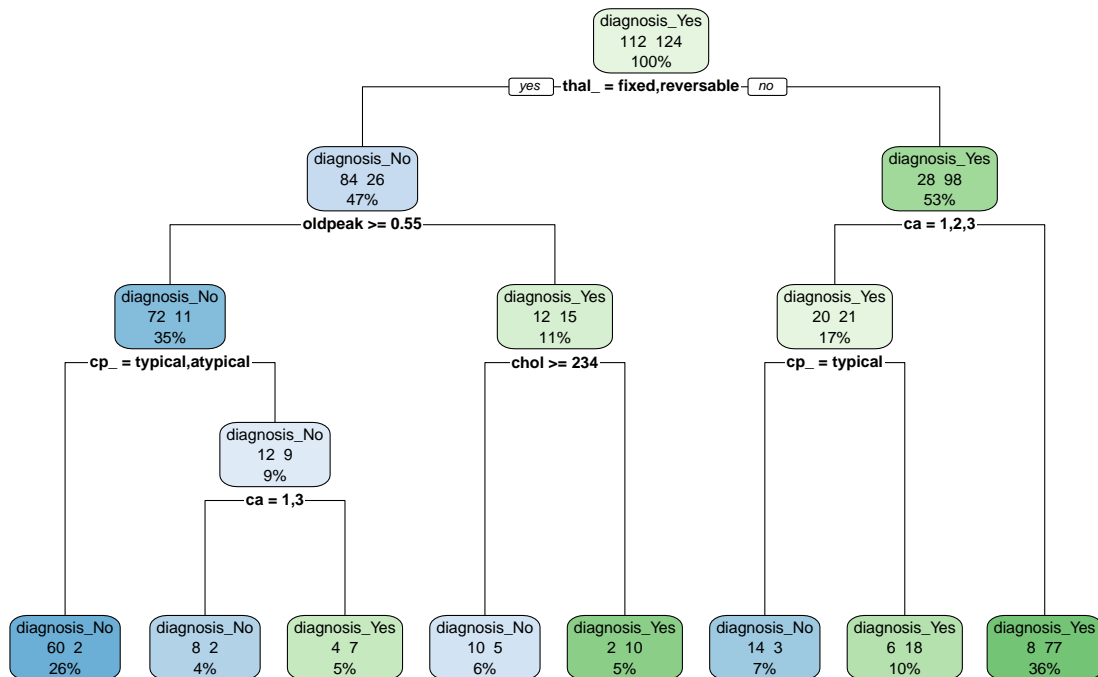 diagnosis_Yes
112 124
100%
yes thal_ = fixed,reversable no
diagnosis_No
84 26
47%
oldpeak >= 0.55
diagnosis_Yes
28 98
53%
ca = 1,2,3
diagnosis_No
72 11
35%
cp_ = typical,atypical
diagnosis_Yes
12 15
11%
chol >= 234
diagnosis_Yes
20 21
17%
cp_ = typical
diagnosis_No
12 9
9%
ca = 1,3
diagnosis_No
60 2
26%
diagnosis_No
8 2
4%
diagnosis_Yes
4 7
5%
diagnosis_No
10 5
6%
diagnosis_Yes
2 10
5%
diagnosis_No
14 3
7%
diagnosis_Yes
6 18
10%
diagnosis_Yes
8 77
36%